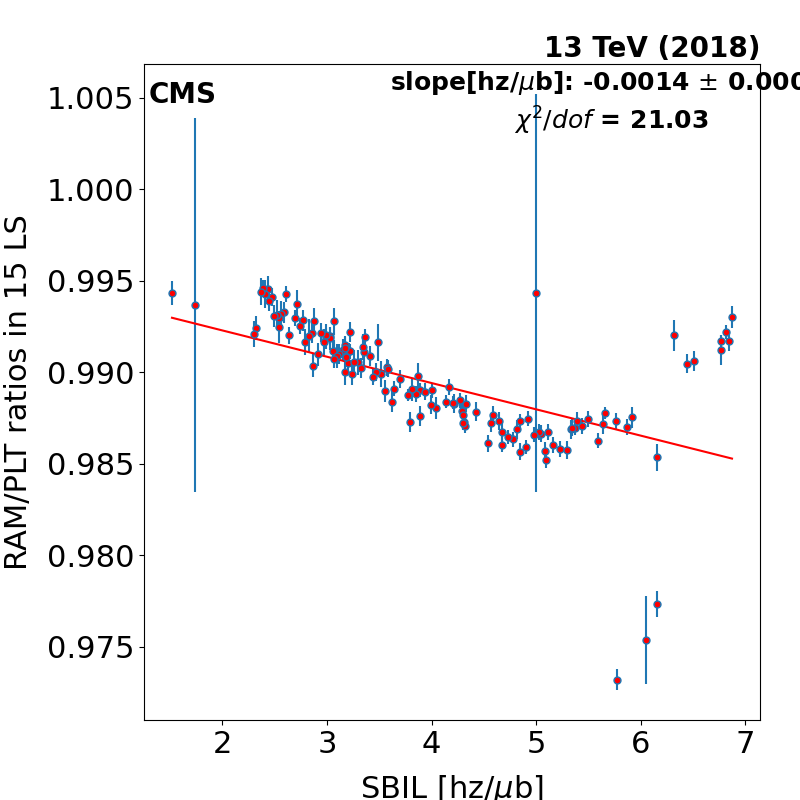 13 TeV (2018)
CMS
slope[hz/μb]: -0.0014 ± 0.000
χ²/dof = 21.03
RAM/PLT ratios in 15 LS
1.005
1.000
0.995
0.990
0.985
0.980
0.975
2 3 4 5 6 7
SBIL [hz/μb]